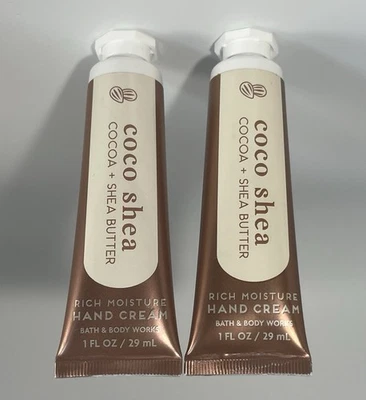 coco shea
COCOA + SHEA BUTTER
RICH MOISTURE
HAND CREAM
BATH & BODY WORKS
1 FL OZ / 29 mL
coco shea
COCOA + SHEA BUTTER
RICH MOISTURE
HAND CREAM
BATH & BODY WORKS
1 FL OZ / 29 mL